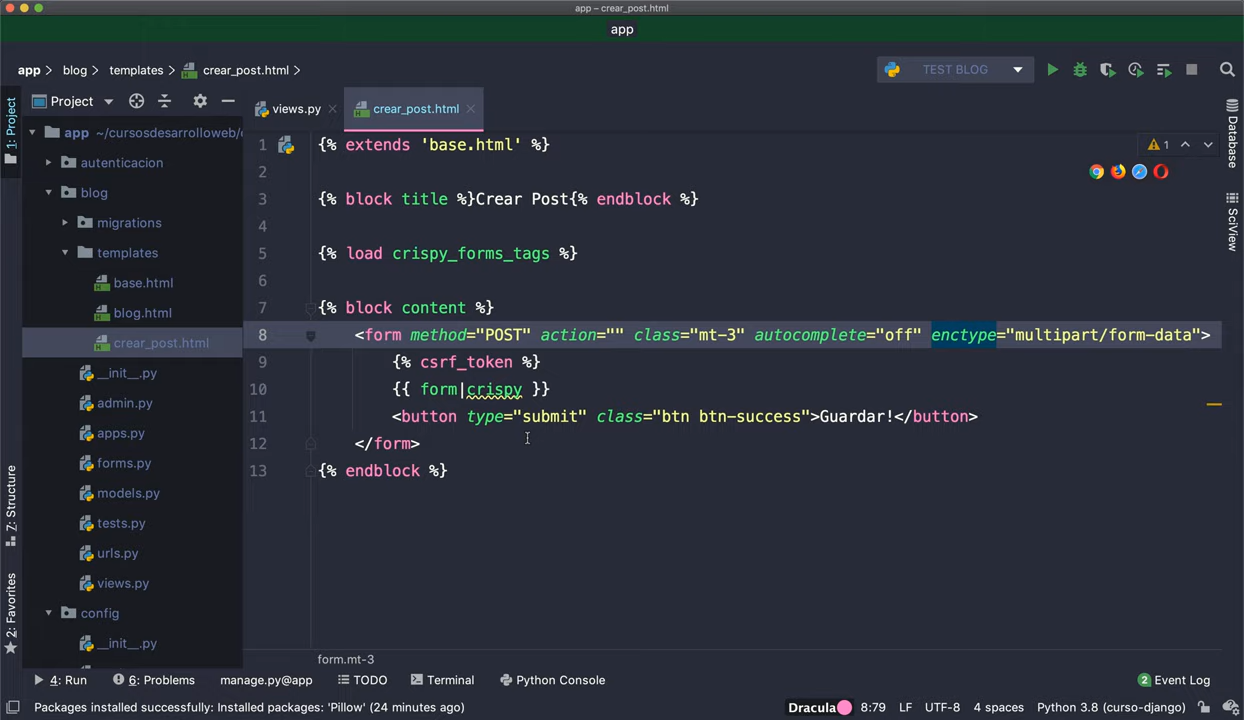 app – crear_post.html
app
app
blog
templates
crear_post.html
TEST BLOG
1: Project
Project
views.py
crear_post.html
app ~/cursosdesarrolloweb/
autenticacion
blog
migrations
templates
base.html
blog.html
crear_post.html
__init__.py
admin.py
apps.py
forms.py
models.py
tests.py
urls.py
views.py
config
__init__.py
1 {% extends 'base.html' %}
2
3 {% block title %}Crear Post{% endblock %}
4
5 {% load crispy_forms_tags %}
6
7 {% block content %}
8 <form method="POST" action="" class="mt-3" autocomplete="off" enctype="multipart/form-data">
9 {% csrf_token %}
10 {{ form|crispy }}
11 <button type="submit" class="btn btn-success">Guardar!</button>
12 </form>
13 {% endblock %}
1
Database
SciView
7: Structure
2: Favorites
form.mt-3
4: Run
6: Problems
manage.py@app
TODO
Terminal
Python Console
2 Event Log
Packages installed successfully: Installed packages: 'Pillow' (24 minutes ago)
Dracula
8:79
LF
UTF-8
4 spaces
Python 3.8 (curso-django)